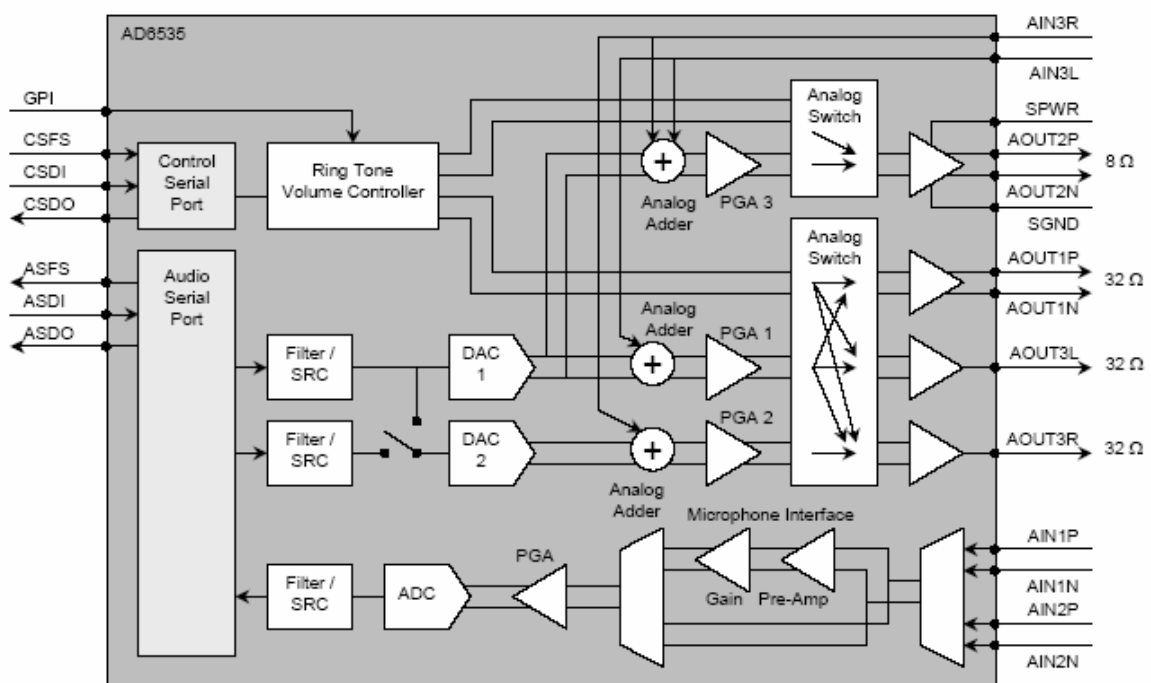 AD6535
AIN3R
AIN3L
GPI
CSFS
CSDI
CSDO
Control
Serial
Port
Ring Tone
Volume Controller
+
Analog
Adder
PGA 3
Analog
Switch
SPWR
AOUT2P
8 Ω
AOUT2N
SGND
ASFS
ASDI
ASDO
Audio
Serial
Port
Analog
Switch
AOUT1P
32 Ω
AOUT1N
Filter /
SRC
DAC
1
Analog
Adder
+
PGA 1
AOUT3L
32 Ω
Filter /
SRC
DAC
2
+
Analog
Adder
PGA 2
AOUT3R
32 Ω
Microphone Interface
Gain
Pre-Amp
AIN1P
AIN1N
AIN2P
AIN2N
Filter /
SRC
ADC
PGA